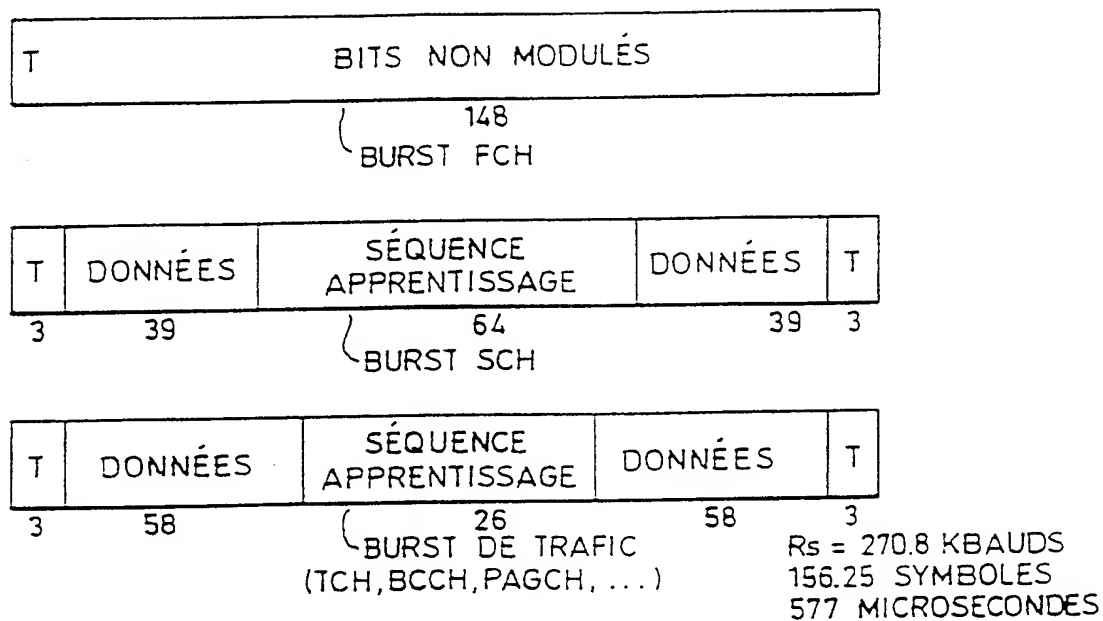 T BITS NON MODULÉS
148
BURST FCH
T DONNÉES SÉQUENCE APPRENTISSAGE DONNÉES T
3 39 64 39 3
BURST SCH
T DONNÉES SÉQUENCE APPRENTISSAGE DONNÉES T
3 58 26 58 3
BURST DE TRAFIC
(TCH, BCCH, PAGCH, ...)
Rs = 270.8 KBAUDS
156.25 SYMBOLES
577 MICROSECONDES